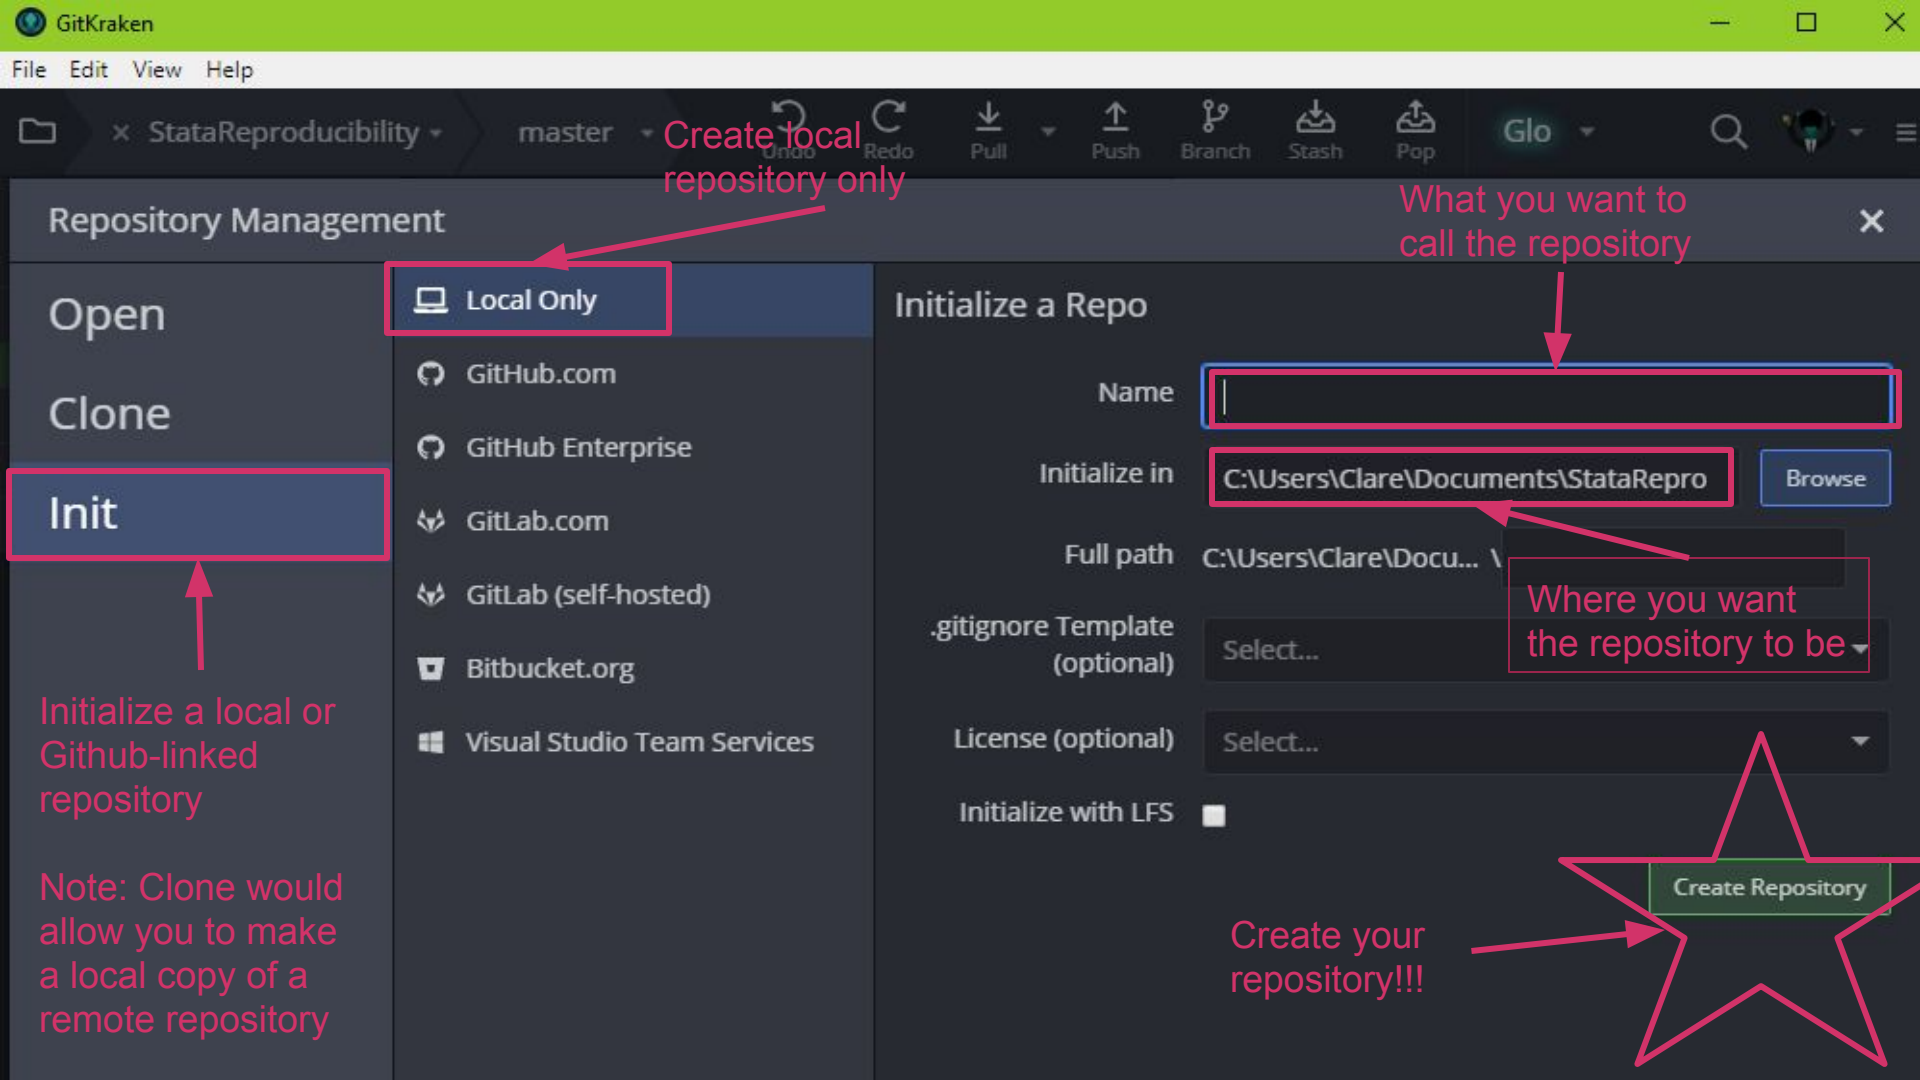 GitKraken
File Edit View Help
StataReproducibility
master
Undo Redo Pull Push Branch Stash Pop
Glo
Create local
repository only
Repository Management
What you want to
call the repository
Open
Clone
Init
Local Only
GitHub.com
GitHub Enterprise
GitLab.com
GitLab (self-hosted)
Bitbucket.org
Visual Studio Team Services
Initialize a Repo
Name
Initialize in C:\Users\Clare\Documents\StataRepro Browse
Full path C:\Users\Clare\Docu... \
Where you want
the repository to be
.gitignore Template
(optional)
Select...
License (optional) Select...
Initialize with LFS
Create Repository
Initialize a local or
Github-linked
repository
Note: Clone would
allow you to make
a local copy of a
remote repository
Create your
repository!!!